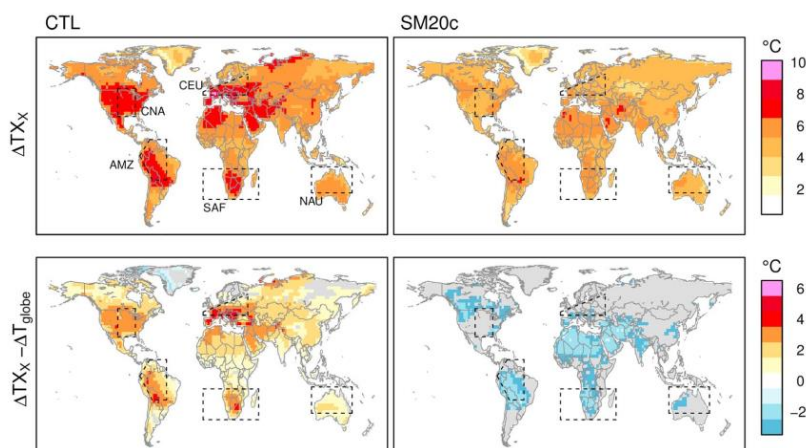 CTL
SM20c
ΔTXx
CEU
CNA
AMZ
SAF
NAU
°C
10
8
6
4
2
ΔTXx −ΔTglobe
°C
6
4
2
0
−2